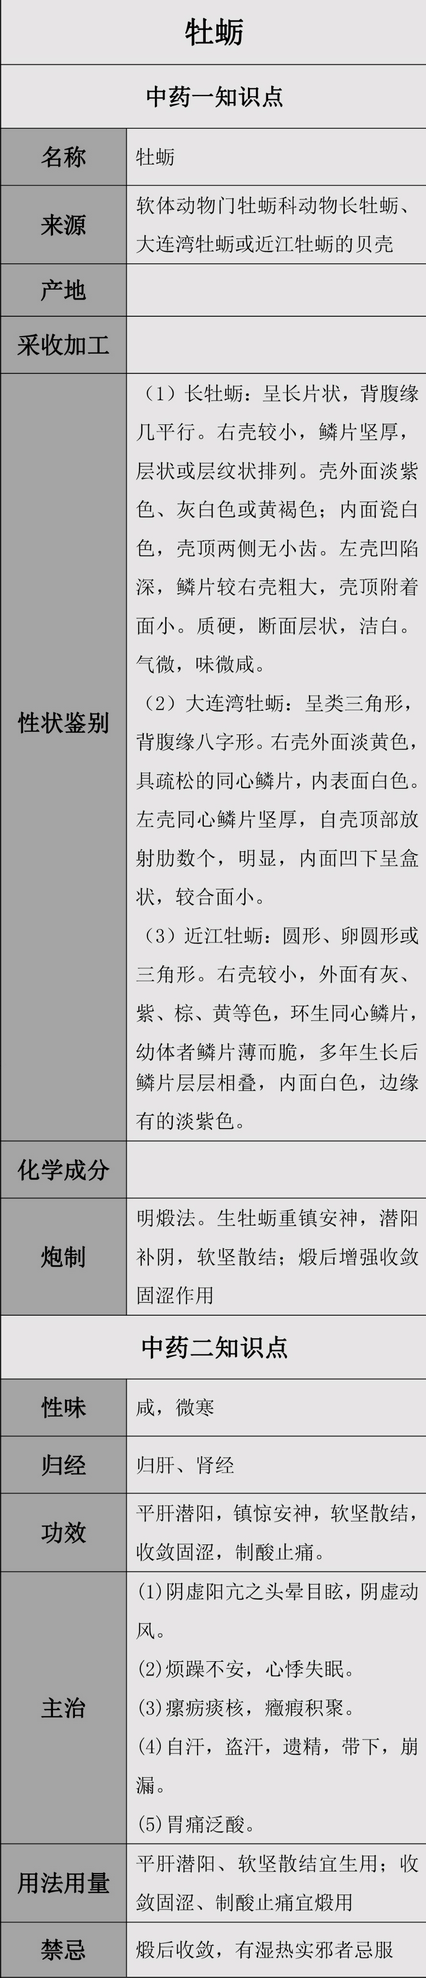 牡蛎
中药一知识点
名称
牡蛎
来源
软体动物门牡蛎科动物长牡蛎、
大连湾牡蛎或近江牡蛎的贝壳
产地
采收加工
性状鉴别
（1）长牡蛎：呈长片状，背腹缘
几平行。右壳较小，鳞片坚厚，
层状或层纹状排列。壳外面淡紫
色、灰白色或黄褐色；内面瓷白
色，壳顶两侧无小齿。左壳凹陷
深，鳞片较右壳粗大，壳顶附着
面小。质硬，断面层状，洁白。
气微，味微咸。
（2）大连湾牡蛎：呈类三角形，
背腹缘八字形。右壳外面淡黄色，
具疏松的同心鳞片，内表面白色。
左壳同心鳞片坚厚，自壳顶部放
射肋数个，明显，内面凹下呈盒
状，较合面小。
（3）近江牡蛎：圆形、卵圆形或
三角形。右壳较小，外面有灰、
紫、棕、黄等色，环生同心鳞片，
幼体者鳞片薄而脆，多年生长后
鳞片层层相叠，内面白色，边缘
有的淡紫色。
化学成分
炮制
明煅法。生牡蛎重镇安神，潜阳
补阴，软坚散结；煅后增强收敛
固涩作用
中药二知识点
性味
咸，微寒
归经
归肝、肾经
功效
平肝潜阳，镇惊安神，软坚散结，
收敛固涩，制酸止痛。
主治
(1)阴虚阳亢之头晕目眩，阴虚动
风。
(2)烦躁不安，心悸失眠。
(3)瘰疬痰核，癥瘕积聚。
(4)自汗，盗汗，遗精，带下，崩
漏。
(5)胃痛泛酸。
用法用量
平肝潜阳、软坚散结宜生用；收
敛固涩、制酸止痛宜煅用
禁忌
煅后收敛，有湿热实邪者忌服